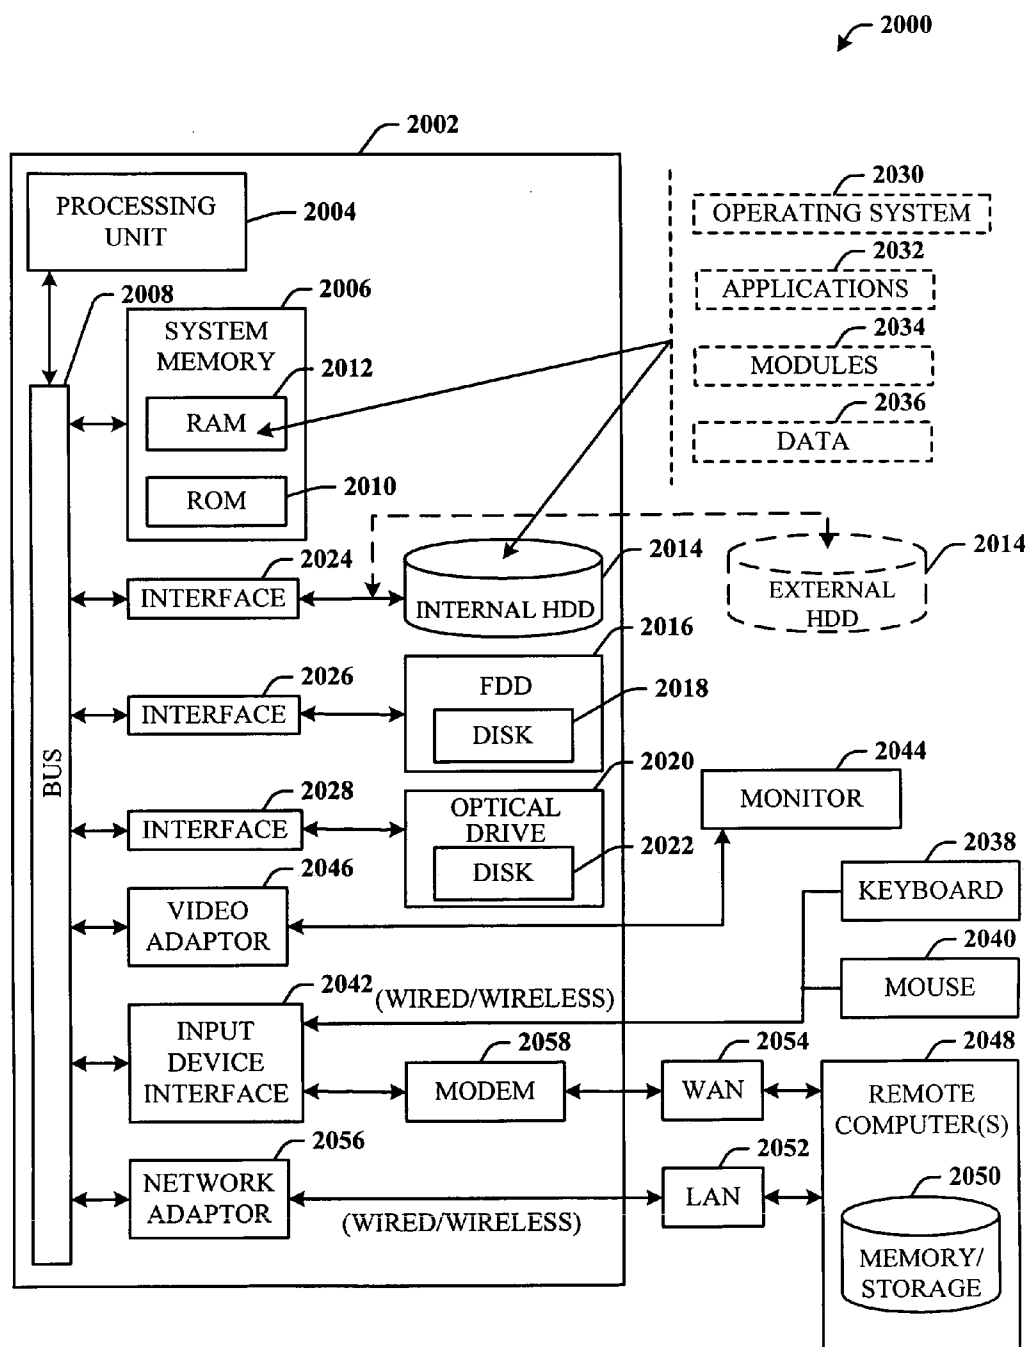 2000
2002
PROCESSING
UNIT
2004
2008
2006
SYSTEM
MEMORY
2012
RAM
2010
ROM
2030
OPERATING SYSTEM
2032
APPLICATIONS
2034
MODULES
2036
DATA
BUS
2024
INTERFACE
2014
INTERNAL HDD
2014
EXTERNAL
HDD
2026
INTERFACE
2016
FDD
2018
DISK
2028
INTERFACE
2020
OPTICAL
DRIVE
2022
DISK
2044
MONITOR
2046
VIDEO
ADAPTOR
2038
KEYBOARD
2040
MOUSE
2042
(WIRED/WIRELESS)
INPUT
DEVICE
INTERFACE
2058
MODEM
2054
WAN
2048
REMOTE
COMPUTER(S)
2056
NETWORK
ADAPTOR
(WIRED/WIRELESS)
2052
LAN
2050
MEMORY/
STORAGE